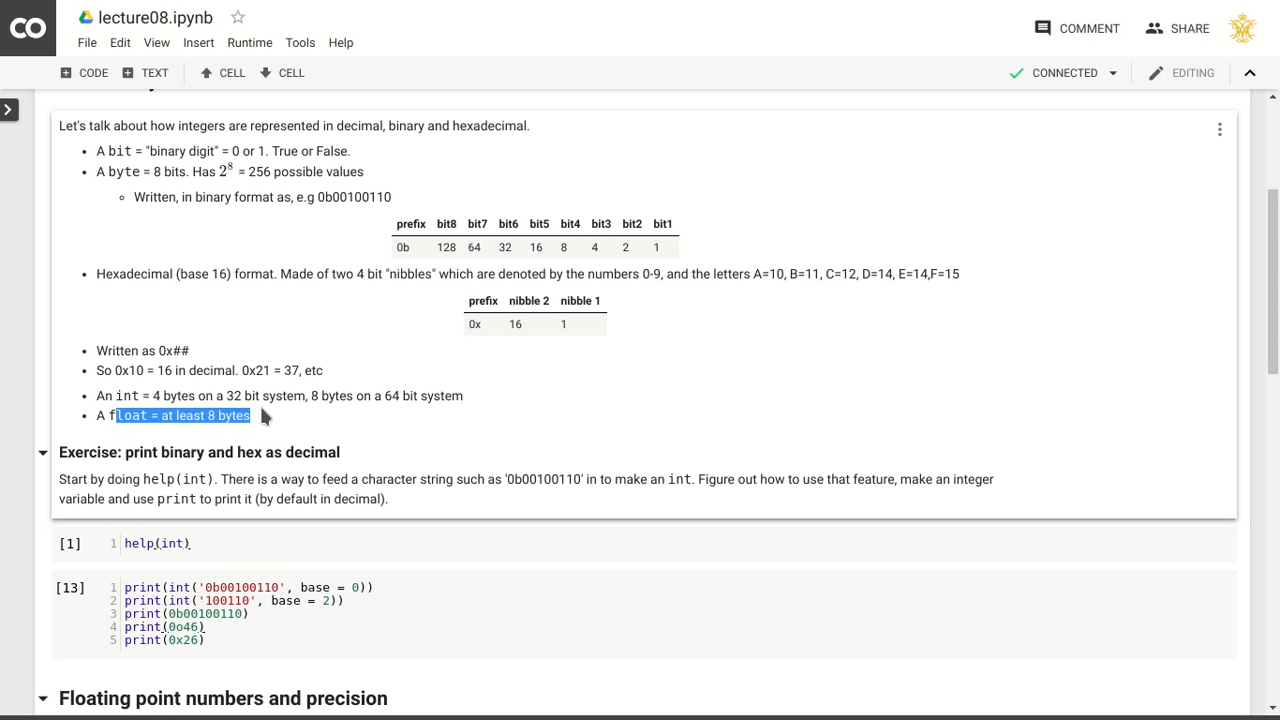 CO lecture08.ipynb
File Edit View Insert Runtime Tools Help
COMMENT SHARE
CODE TEXT CELL CELL CONNECTED EDITING
Let's talk about how integers are represented in decimal, binary and hexadecimal.
• A bit = "binary digit" = 0 or 1. True or False.
• A byte = 8 bits. Has 2⁸ = 256 possible values
Written, in binary format as, e.g 0b00100110
prefix bit8 bit7 bit6 bit5 bit4 bit3 bit2 bit1
0b 128 64 32 16 8 4 2 1
• Hexadecimal (base 16) format. Made of two 4 bit "nibbles" which are denoted by the numbers 0-9, and the letters A=10, B=11, C=12, D=14, E=14,F=15
prefix nibble 2 nibble 1
0x 16 1
• Written as 0x##
• So 0x10 = 16 in decimal. 0x21 = 37, etc
• An int = 4 bytes on a 32 bit system, 8 bytes on a 64 bit system
• A float = at least 8 bytes
Exercise: print binary and hex as decimal
Start by doing help(int). There is a way to feed a character string such as '0b00100110' in to make an int. Figure out how to use that feature, make an integer
variable and use print to print it (by default in decimal).
[1] 1 help(int)
[13] 1 print(int('0b00100110', base = 0))
2 print(int('100110', base = 2))
3 print(0b00100110)
4 print(0o46)
5 print(0x26)
Floating point numbers and precision